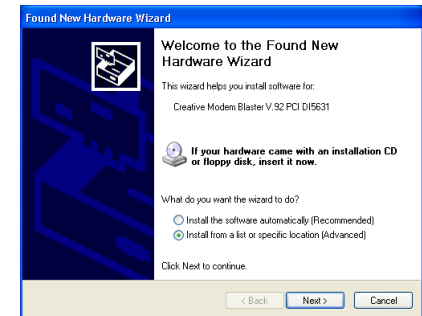 Found New Hardware Wizard
Welcome to the Found New
Hardware Wizard
This wizard helps you install software for:
Creative Modem Blaster V.92 PCI DI5631
If your hardware came with an installation CD
or floppy disk, insert it now.
What do you want the wizard to do?
Install the software automatically (Recommended)
Install from a list or specific location (Advanced)
Click Next to continue.
< Back Next > Cancel